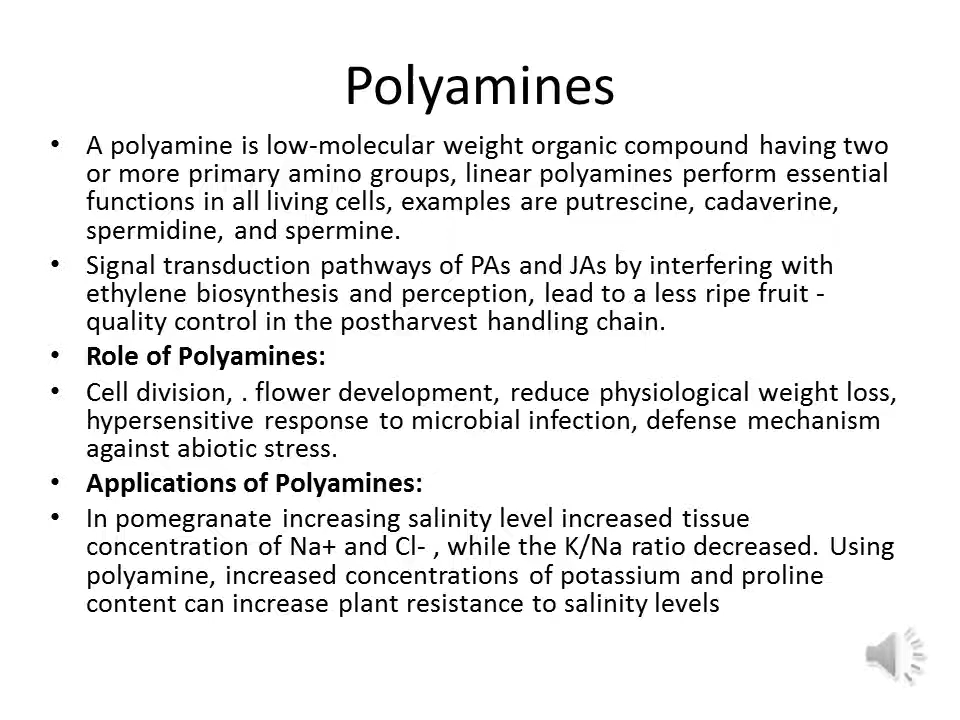 Polyamines
• A polyamine is low-molecular weight organic compound having two
or more primary amino groups, linear polyamines perform essential
functions in all living cells, examples are putrescine, cadaverine,
spermidine, and spermine.
• Signal transduction pathways of PAs and JAs by interfering with
ethylene biosynthesis and perception, lead to a less ripe fruit -
quality control in the postharvest handling chain.
• Role of Polyamines:
• Cell division, . flower development, reduce physiological weight loss,
hypersensitive response to microbial infection, defense mechanism
against abiotic stress.
• Applications of Polyamines:
• In pomegranate increasing salinity level increased tissue
concentration of Na+ and Cl- , while the K/Na ratio decreased. Using
polyamine, increased concentrations of potassium and proline
content can increase plant resistance to salinity levels